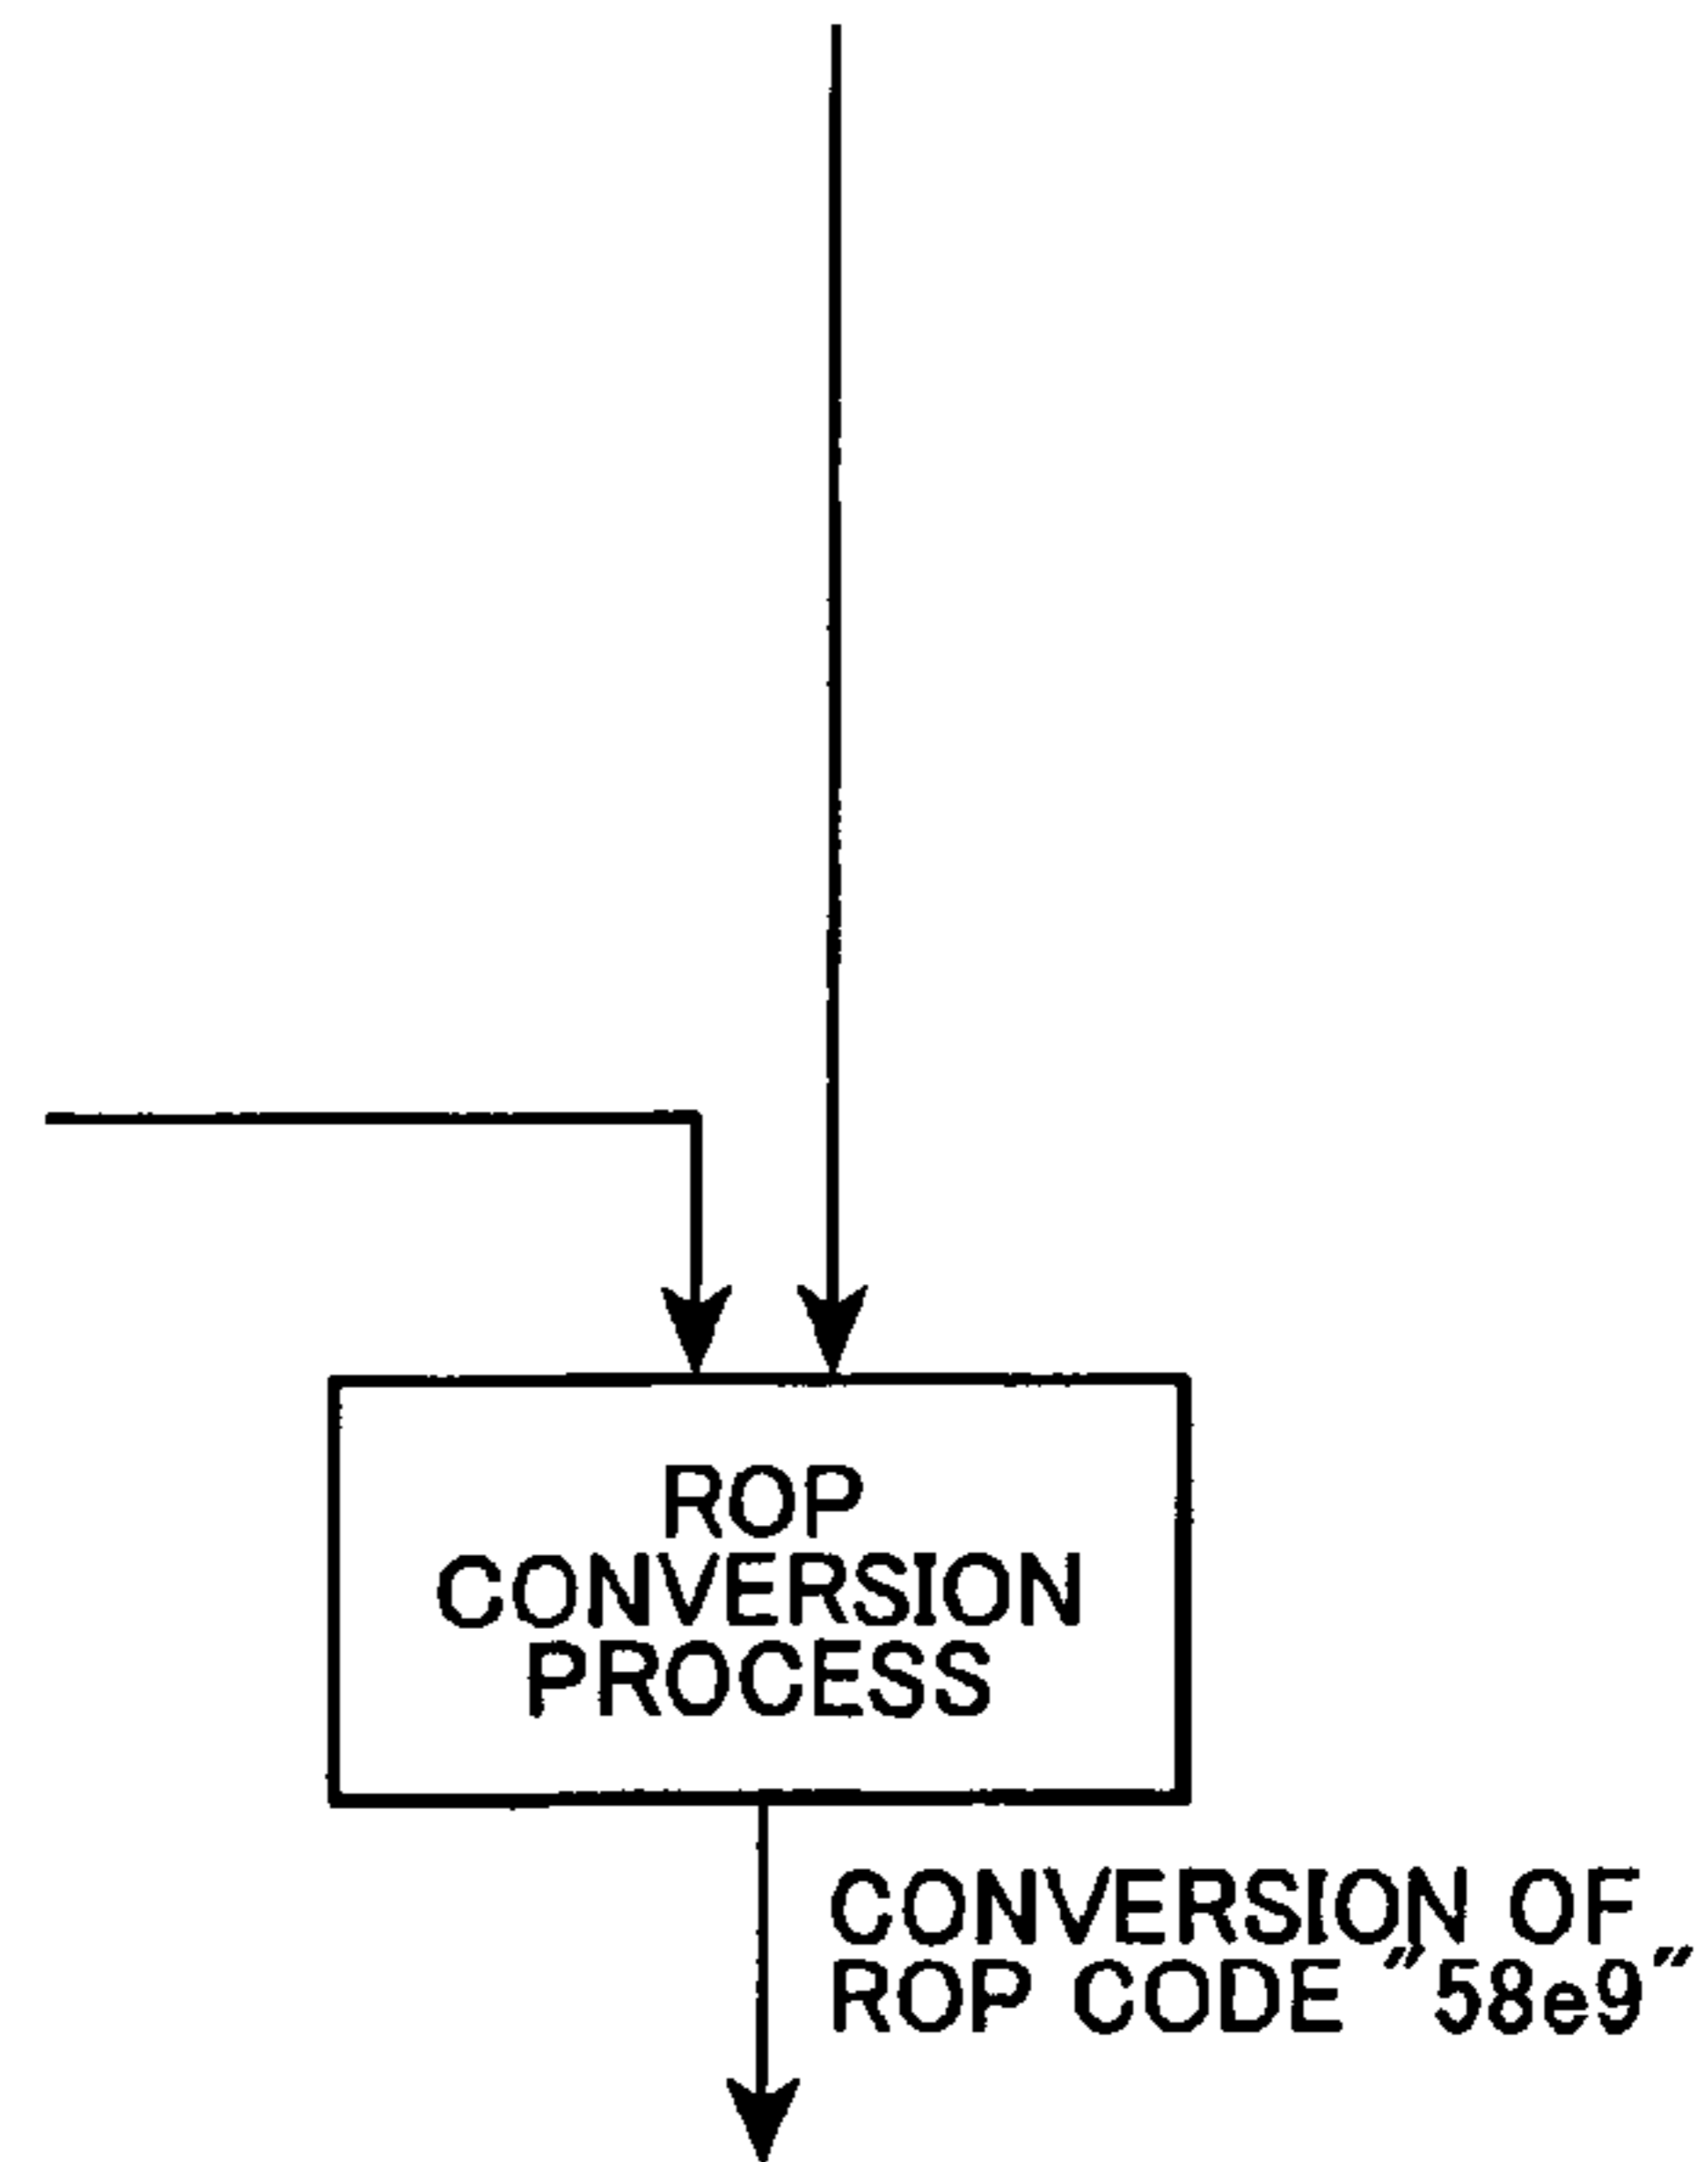 ROP
CONVERSION
PROCESS
CONVERSION OF
ROP CODE "58e9"